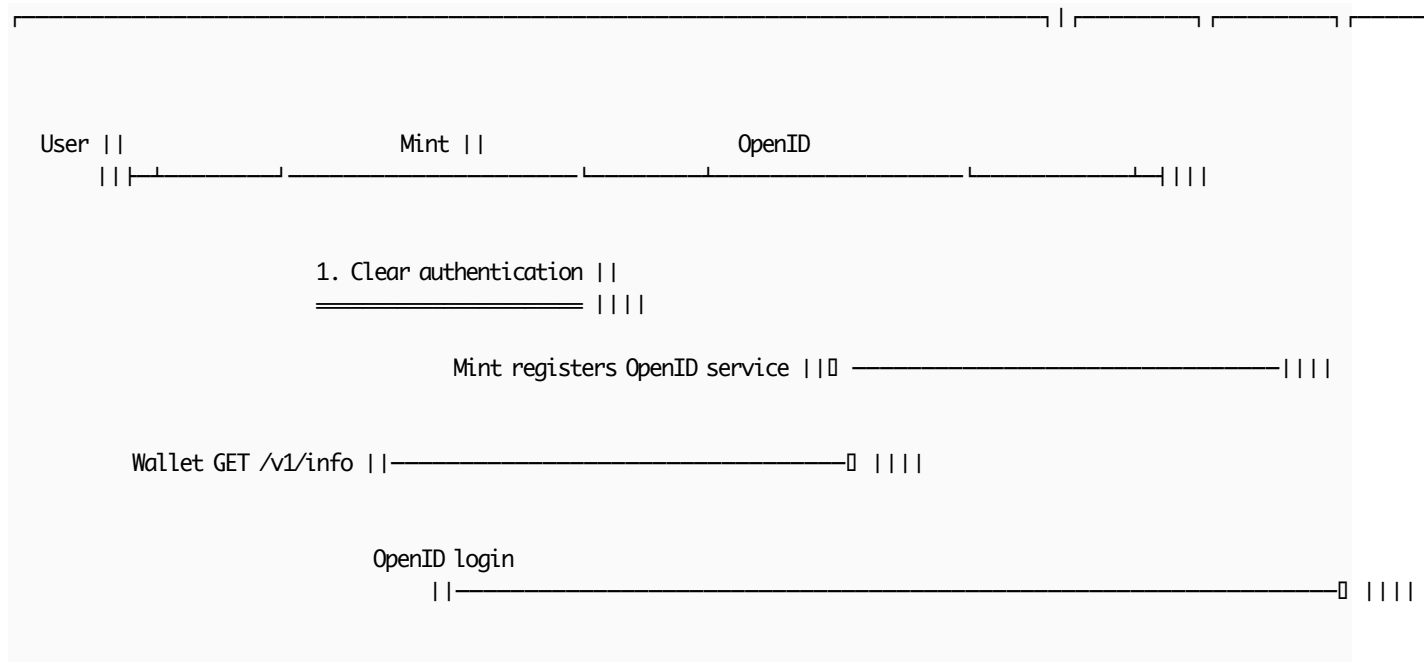 User || Mint || OpenID
1. Clear authentication ||
Mint registers OpenID service ||
Wallet GET /v1/info ||
OpenID login